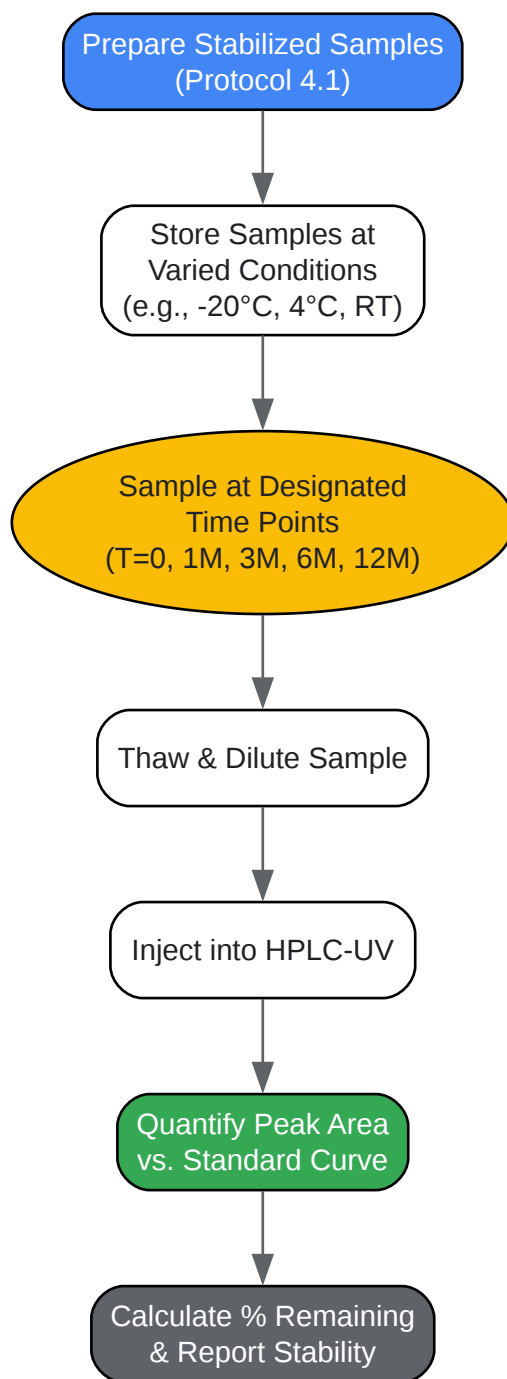 Prepare Stabilized Samples
(Protocol 4.1)
Store Samples at
Varied Conditions
(e.g., -20°C, 4°C, RT)
Sample at Designated
Time Points
(T=0, 1M, 3M, 6M, 12M)
Thaw & Dilute Sample
Inject into HPLC-UV
Quantify Peak Area
vs. Standard Curve
Calculate % Remaining
& Report Stability